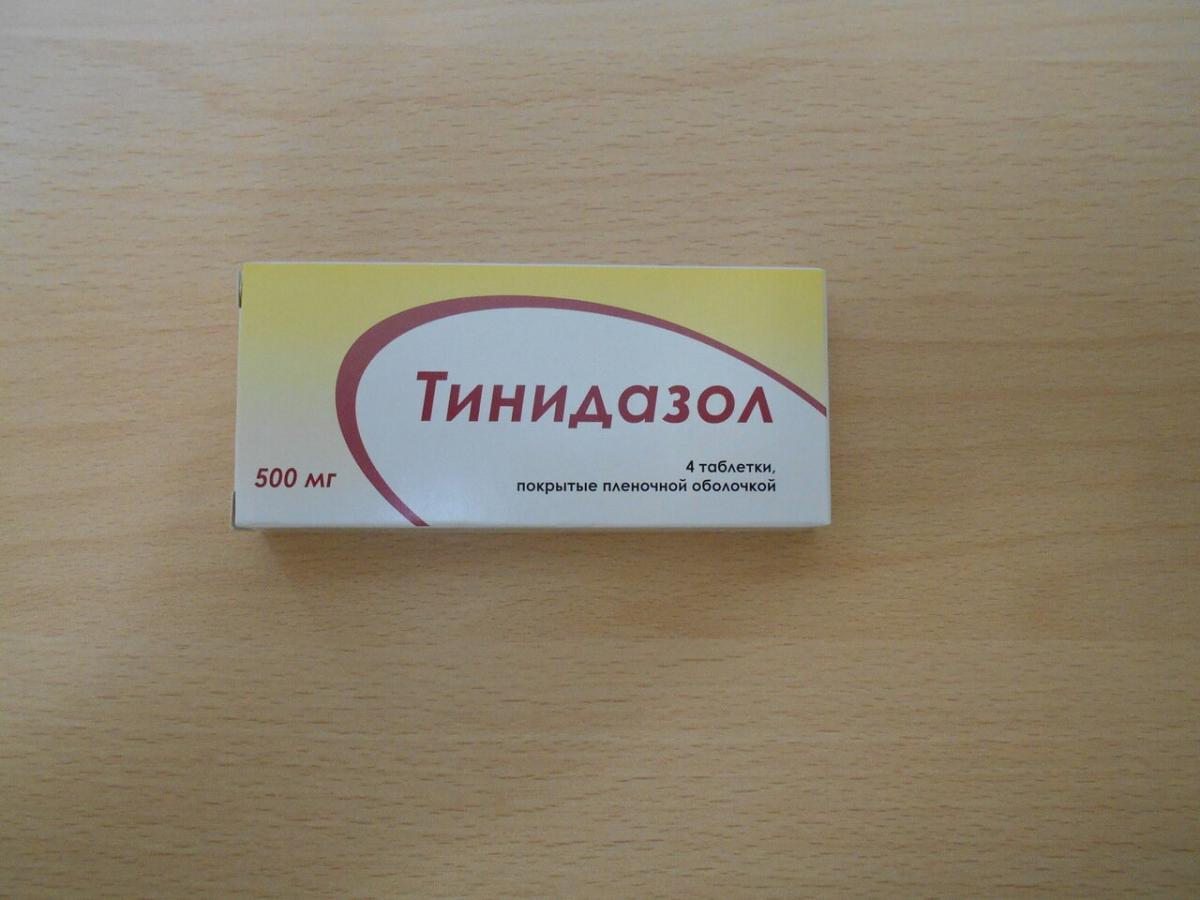 Тинидазол
500 мг
4 таблетки,
покрытые пленочной оболочкой